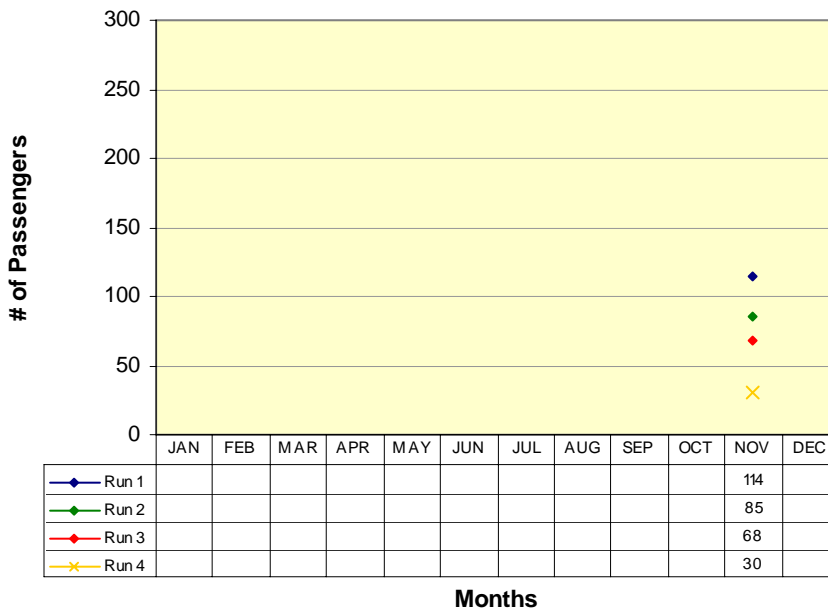 # of Passengers
300
250
200
150
100
50
0
JAN FEB MAR APR MAY JUN JUL AUG SEP OCT NOV DEC
Run 1 114
Run 2 85
Run 3 68
Run 4 30
Months